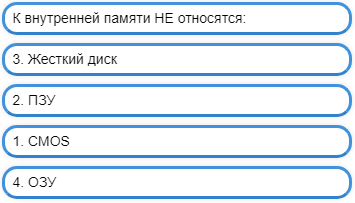 К внутренней памяти НЕ относятся:
3. Жесткий диск
2. ПЗУ
1. CMOS
4. ОЗУ